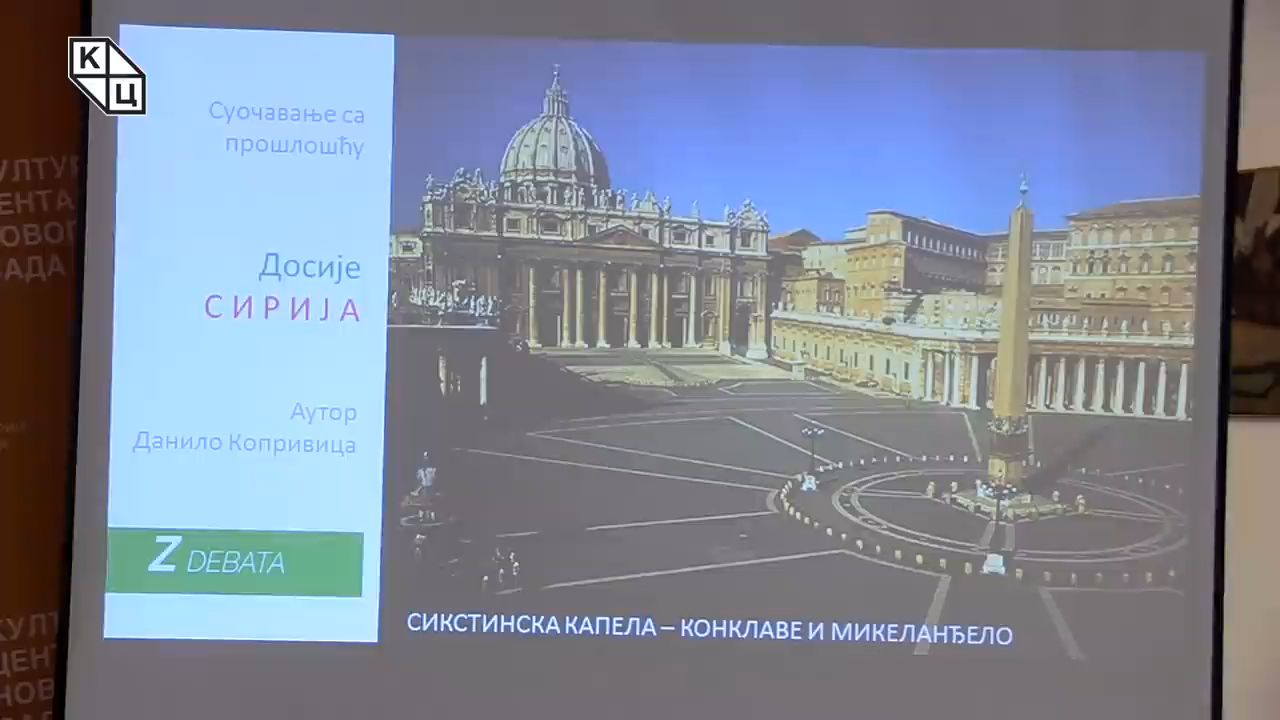 КЦ
Суочавање са
прошлошћу
Досије
СИРИЈА
Аутор
Данило Копривица
Z DEBATA
СИКСТИНСКА КАПЕЛА – КОНКЛАВЕ И МИКЕЛАНЂЕЛО